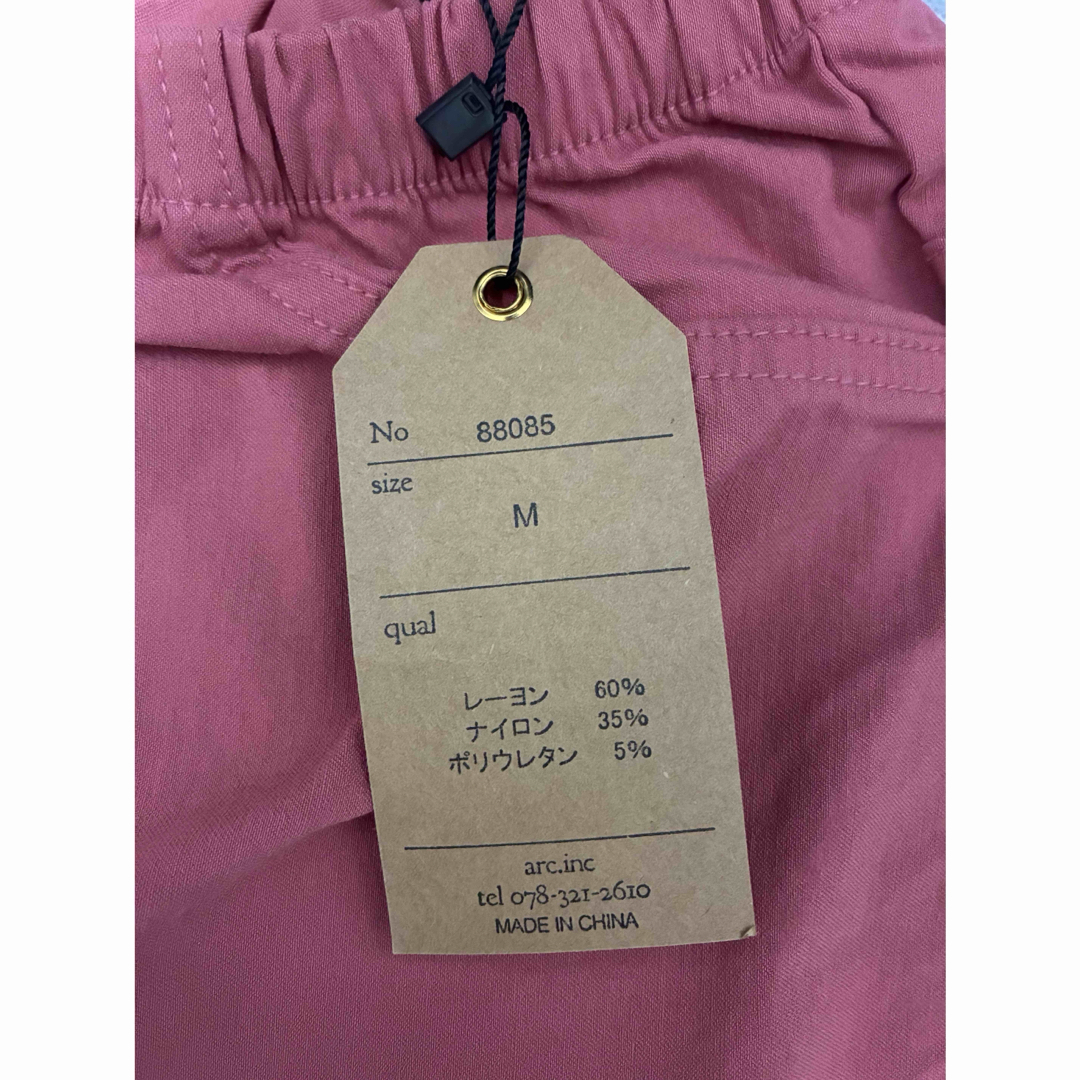 No 88085
size
M
qual
レーヨン 60%
ナイロン 35%
ポリウレタン 5%
arc.inc
tel 078-321-2610
MADE IN CHINA